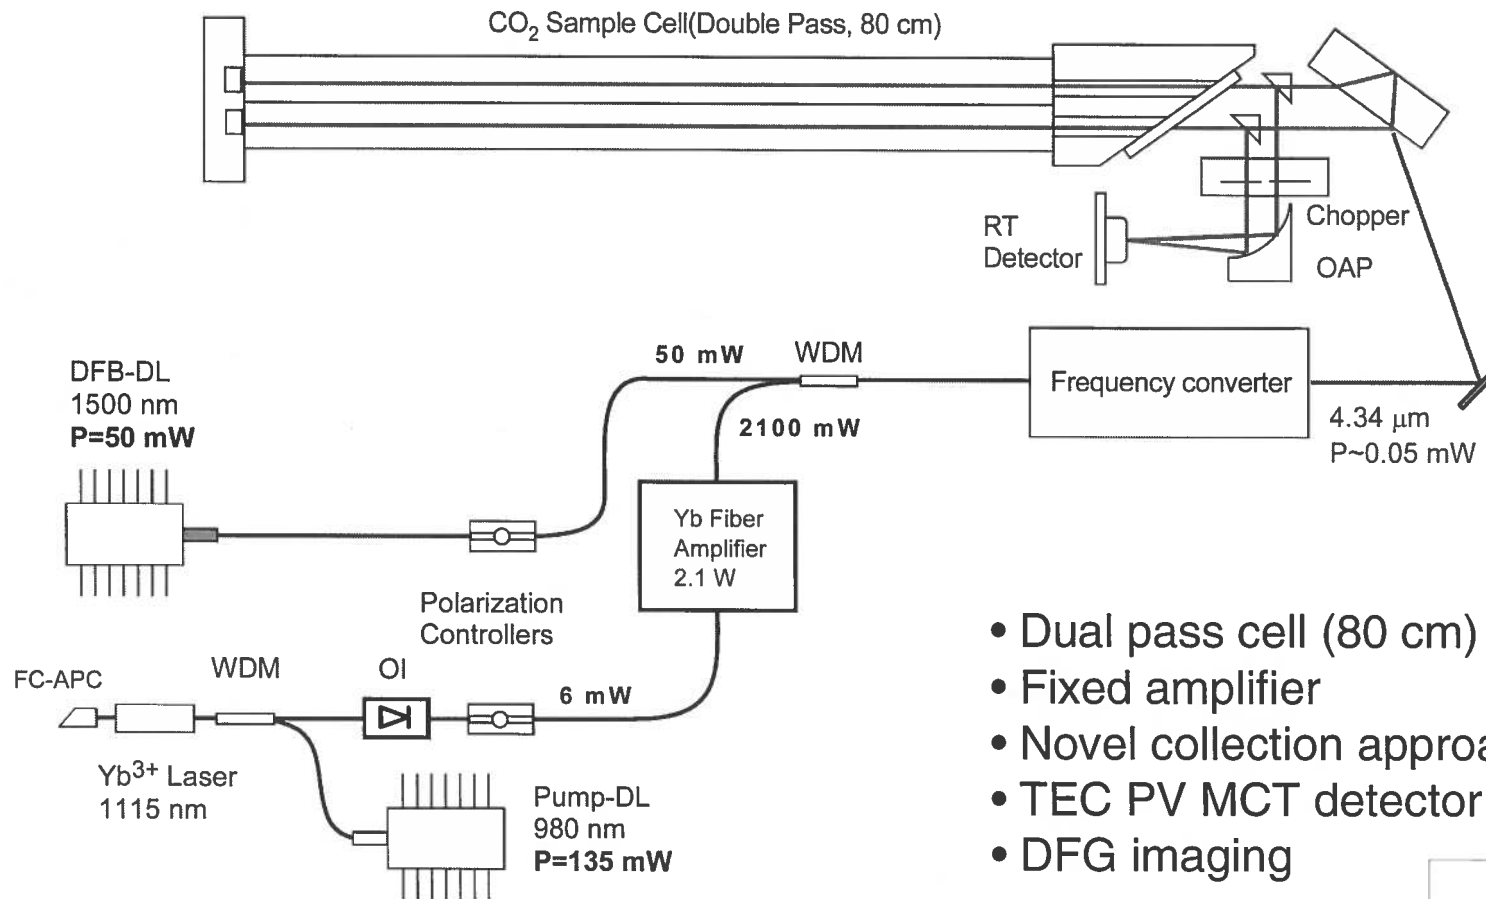 CO2 Sample Cell(Double Pass, 80 cm)
RT
Detector
Chopper
OAP
DFB-DL
1500 nm
P=50 mW
50 mW
WDM
2100 mW
Frequency converter
4.34 μm
P~0.05 mW
Yb Fiber
Amplifier
2.1 W
Polarization
Controllers
FC-APC
WDM
OI
6 mW
Yb3+ Laser
1115 nm
Pump-DL
980 nm
P=135 mW
• Dual pass cell (80 cm)
• Fixed amplifier
• Novel collection
• TEC PV MCT detector
• DFG imaging